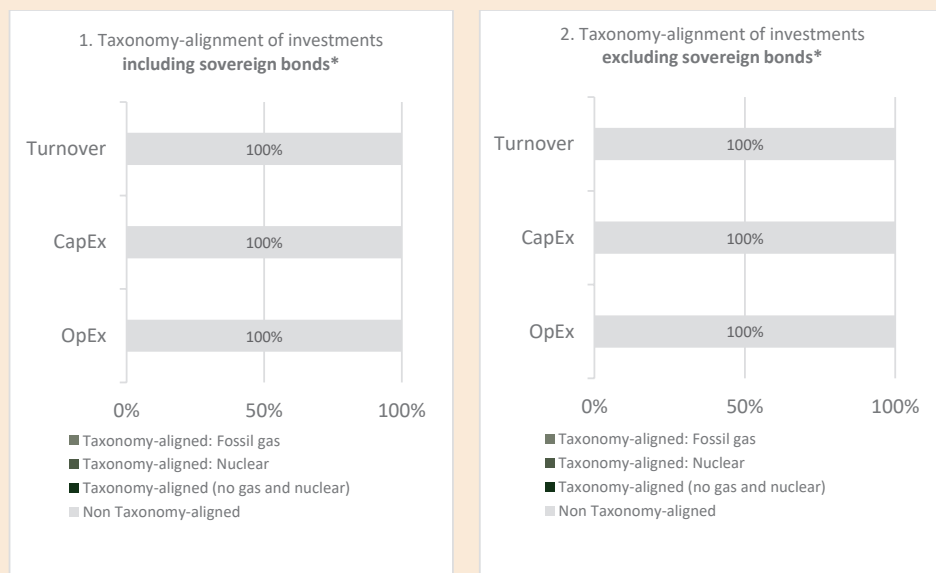 1. Taxonomy-alignment of investments
including sovereign bonds*
Turnover
100%
CapEx
100%
OpEx
100%
0%
50%
100%
Taxonomy-aligned: Fossil gas
Taxonomy-aligned: Nuclear
Taxonomy-aligned (no gas and nuclear)
Non Taxonomy-aligned
2. Taxonomy-alignment of investments
excluding sovereign bonds*
Turnover
100%
CapEx
100%
OpEx
100%
0%
50%
100%
Taxonomy-aligned: Fossil gas
Taxonomy-aligned: Nuclear
Taxonomy-aligned (no gas and nuclear)
Non Taxonomy-aligned